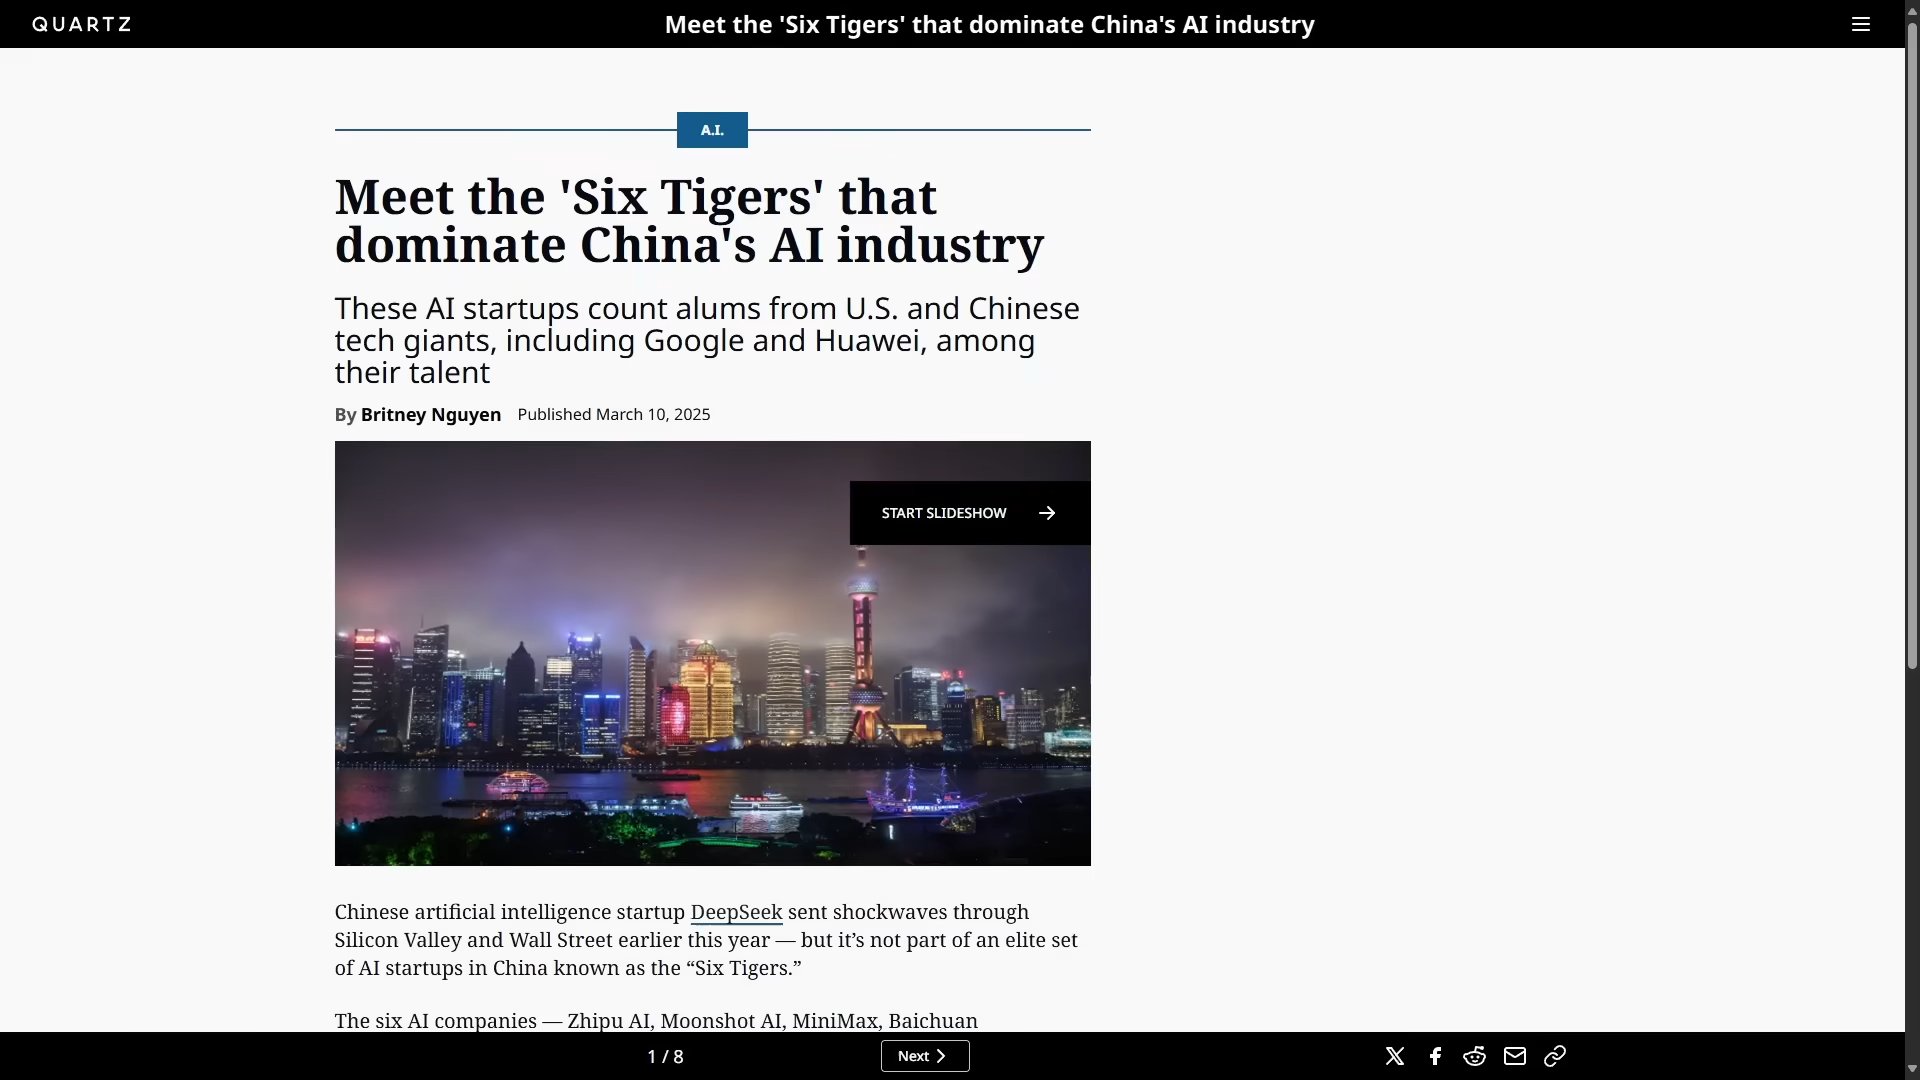 QUARTZ
Meet the 'Six Tigers' that dominate China's AI industry
A.I.
Meet the 'Six Tigers' that
dominate China's AI industry
These AI startups count alums from U.S. and Chinese
tech giants, including Google and Huawei, among
their talent
By Britney Nguyen Published March 10, 2025
START SLIDESHOW
Chinese artificial intelligence startup DeepSeek sent shockwaves through
Silicon Valley and Wall Street earlier this year — but it’s not part of an elite set
of AI startups in China known as the “Six Tigers.”
The six AI companies — Zhipu AI, Moonshot AI, MiniMax, Baichuan
1 / 8
Next